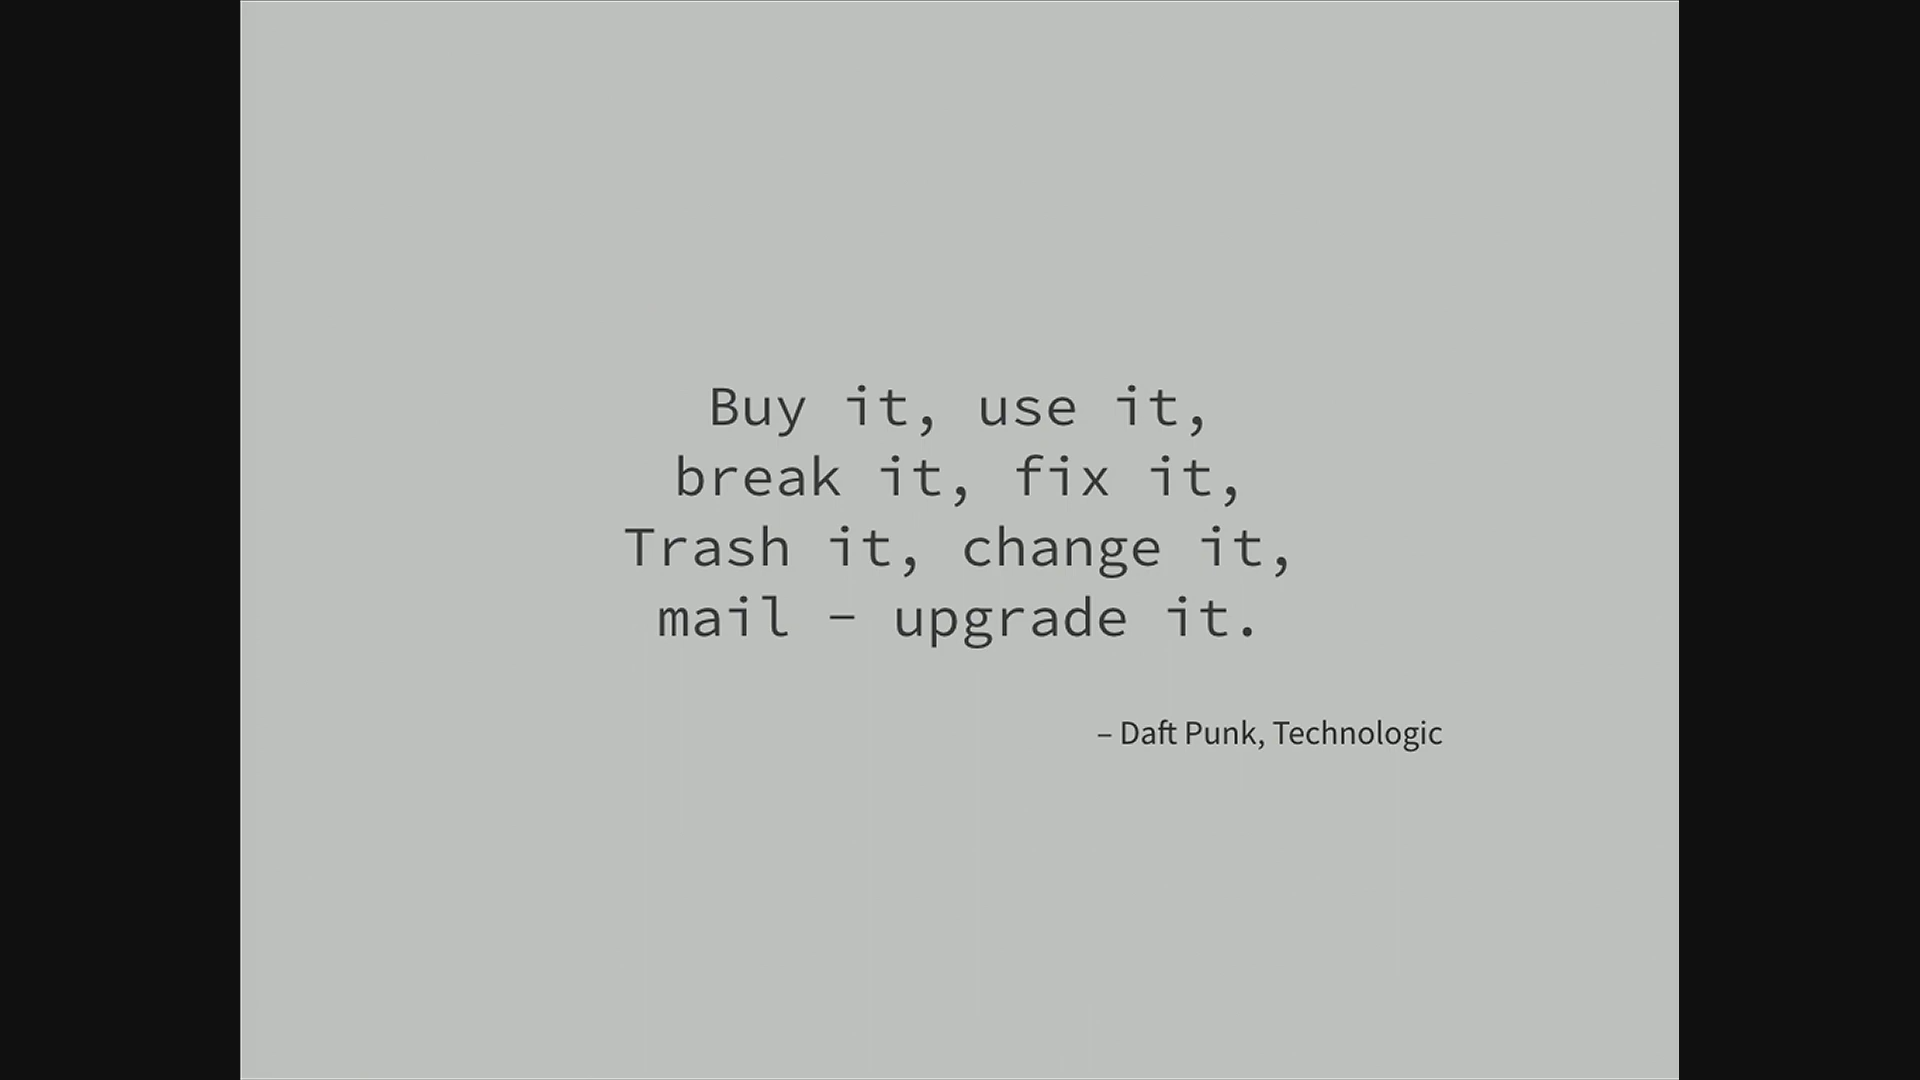 Buy it, use it,
break it, fix it,
Trash it, change it,
mail – upgrade it.
– Daft Punk, Technologic